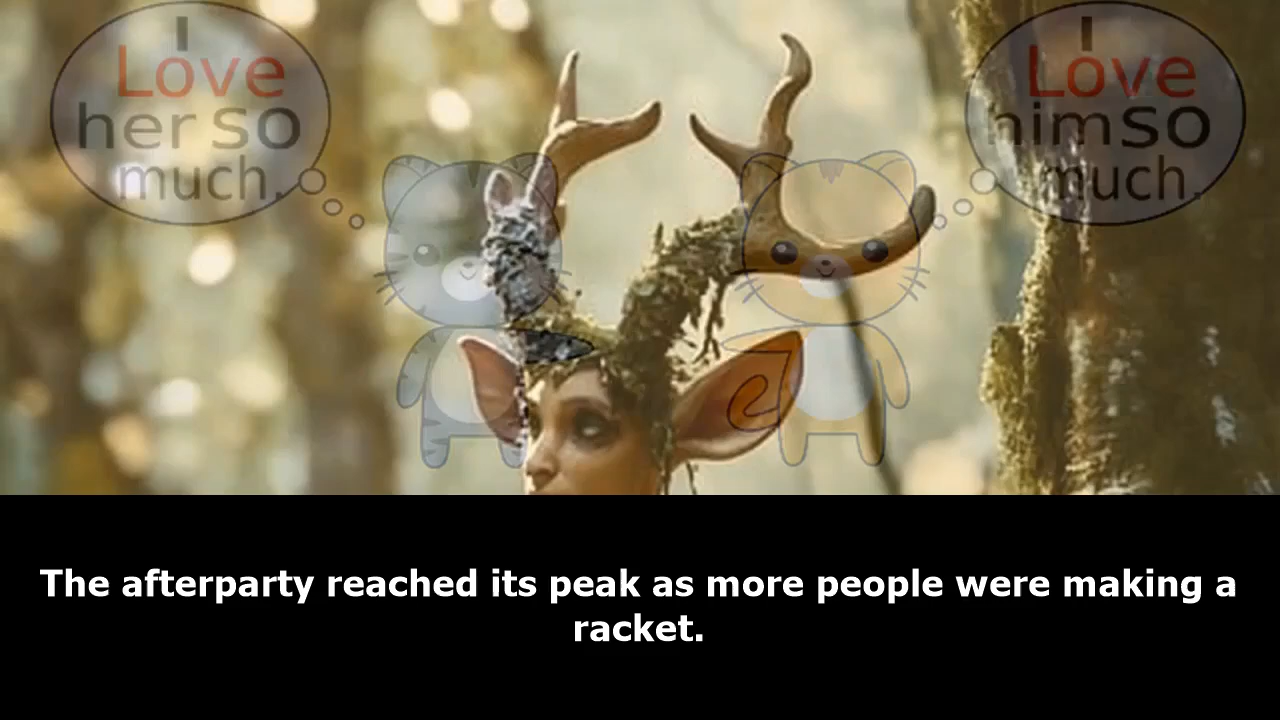 I
Love
her so
much.
I
Love
him so
much.
The afterparty reached its peak as more people were making a
racket.